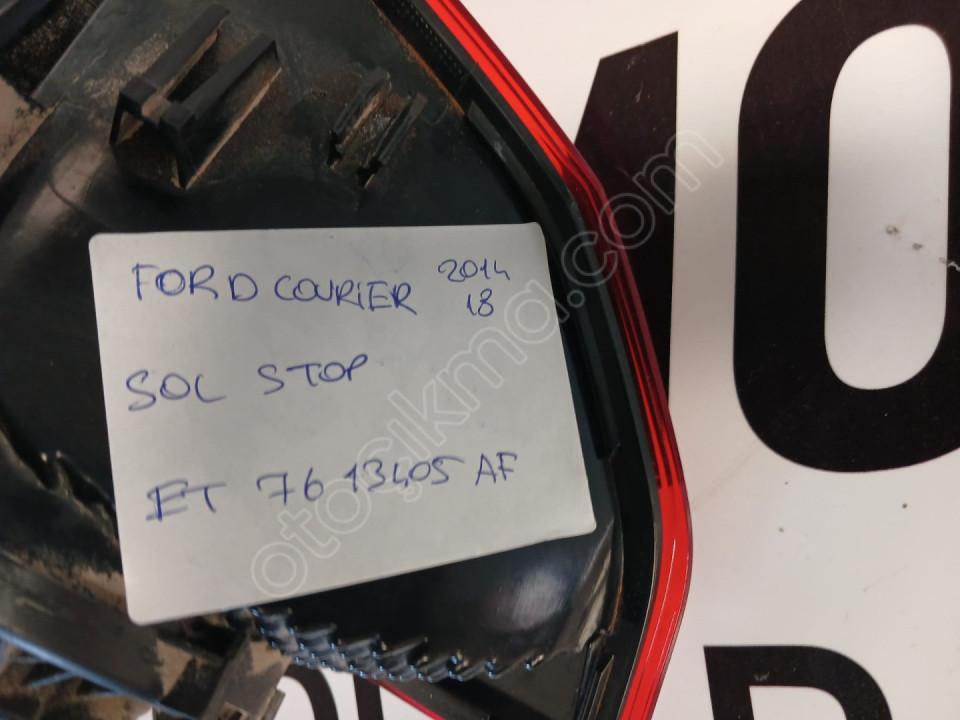 FORD COURIER 2014
18
SOL STOP
ET 76 13405 AF
otocikma.com